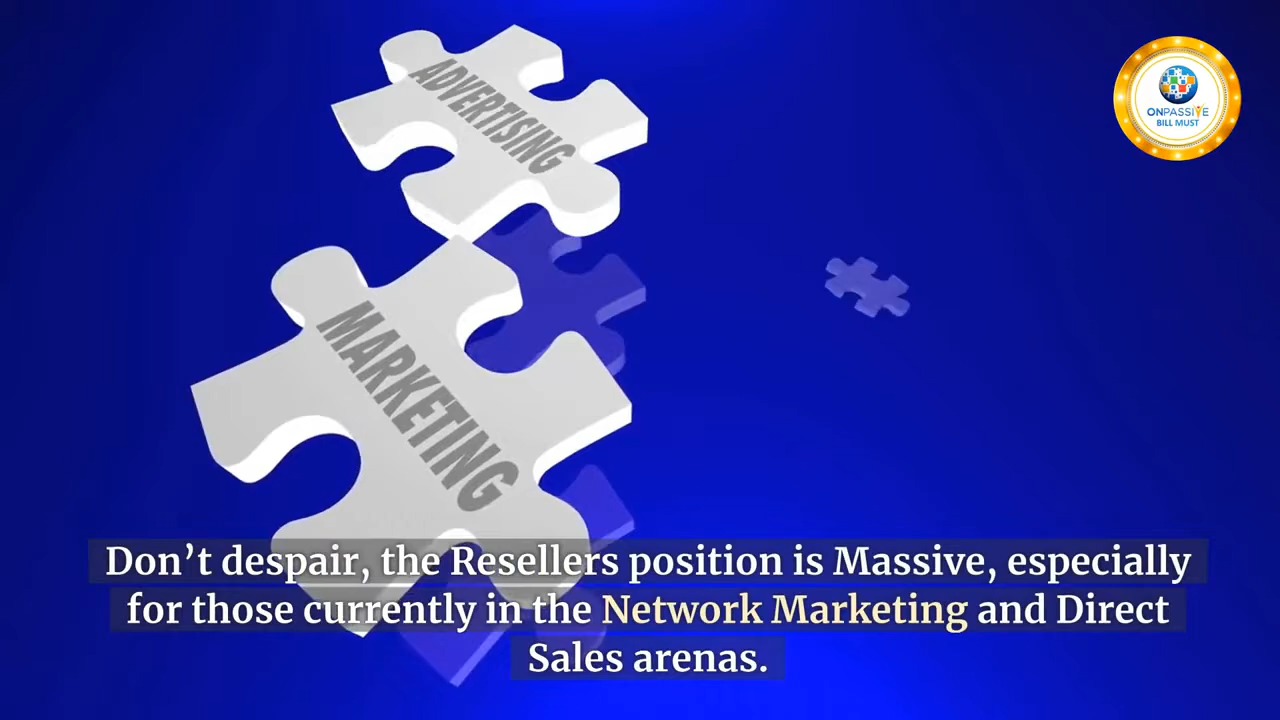 ADVERTISING
ONPASSIVE
BILL MUST
MARKETING
Don’t despair, the Resellers position is Massive, especially
for those currently in the Network Marketing and Direct
Sales arenas.